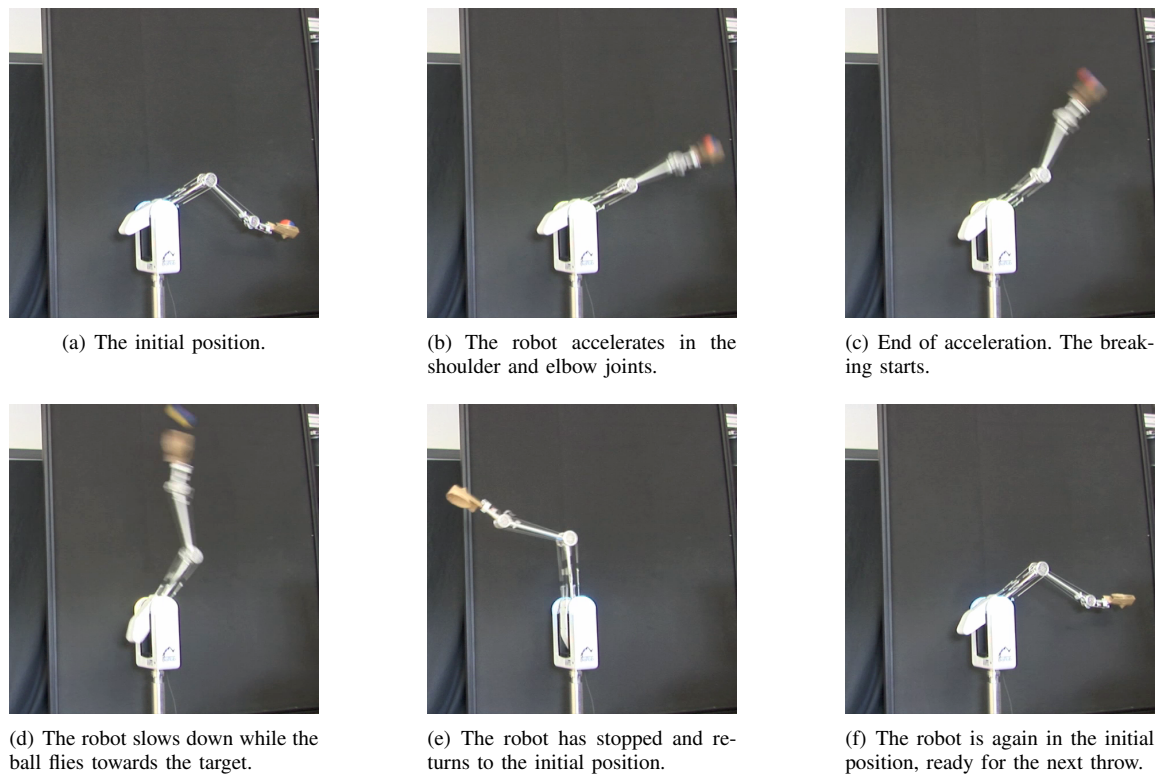 (a) The initial position.
(b) The robot accelerates in the
shoulder and elbow joints.
(c) End of acceleration. The break-
ing starts.
(d) The robot slows down while the
ball flies towards the target.
(e) The robot has stopped and re-
turns to the initial position.
(f) The robot is again in the initial
position, ready for the next throw.